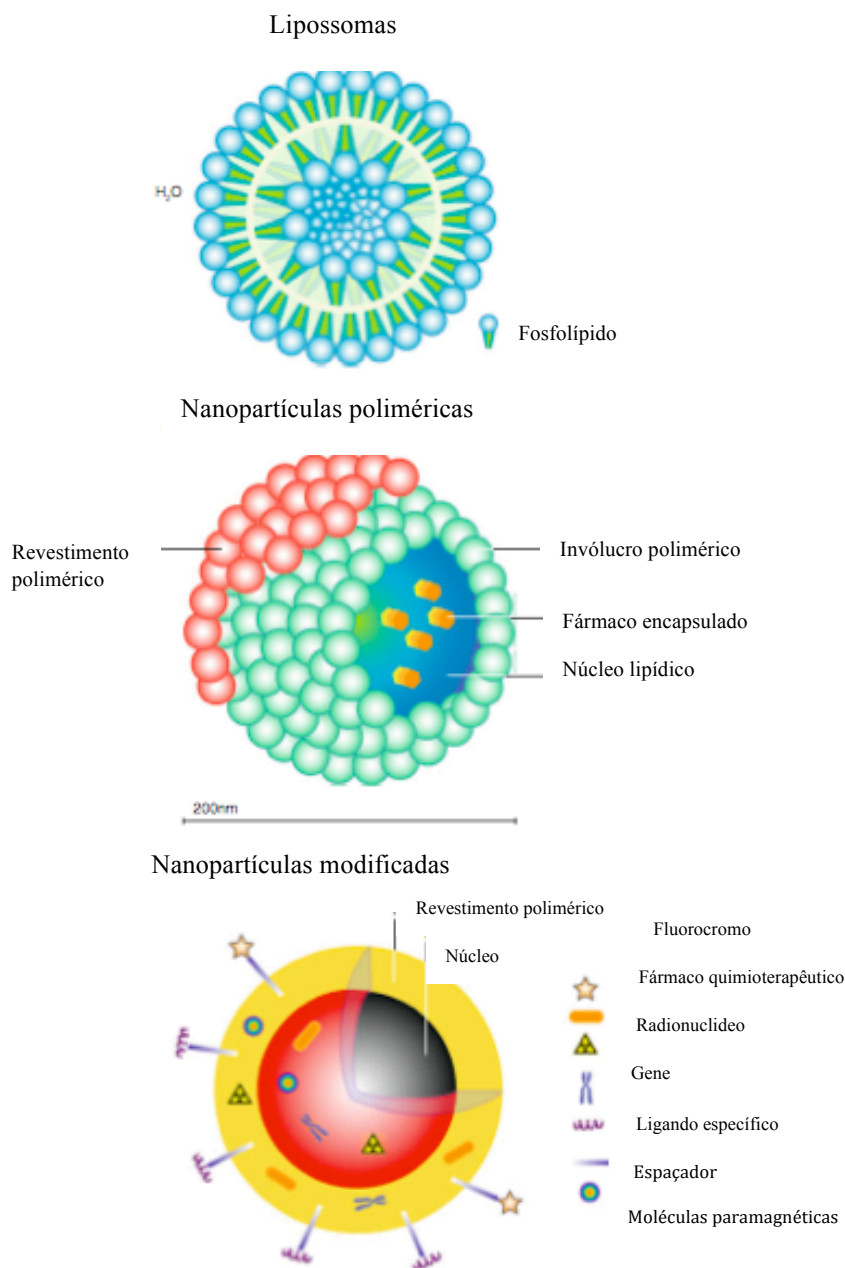 Lipossomas
H₂O
Fosfolípido
Nanopartículas poliméricas
Revestimento
polimérico
Invólucro polimérico
Fármaco encapsulado
Núcleo lipídico
200nm
Nanopartículas modificadas
Revestimento polimérico
Núcleo
Fluorocromo
Fármaco quimioterapêutico
Radionuclideo
Gene
Ligando específico
Espaçador
Moléculas paramagnéticas